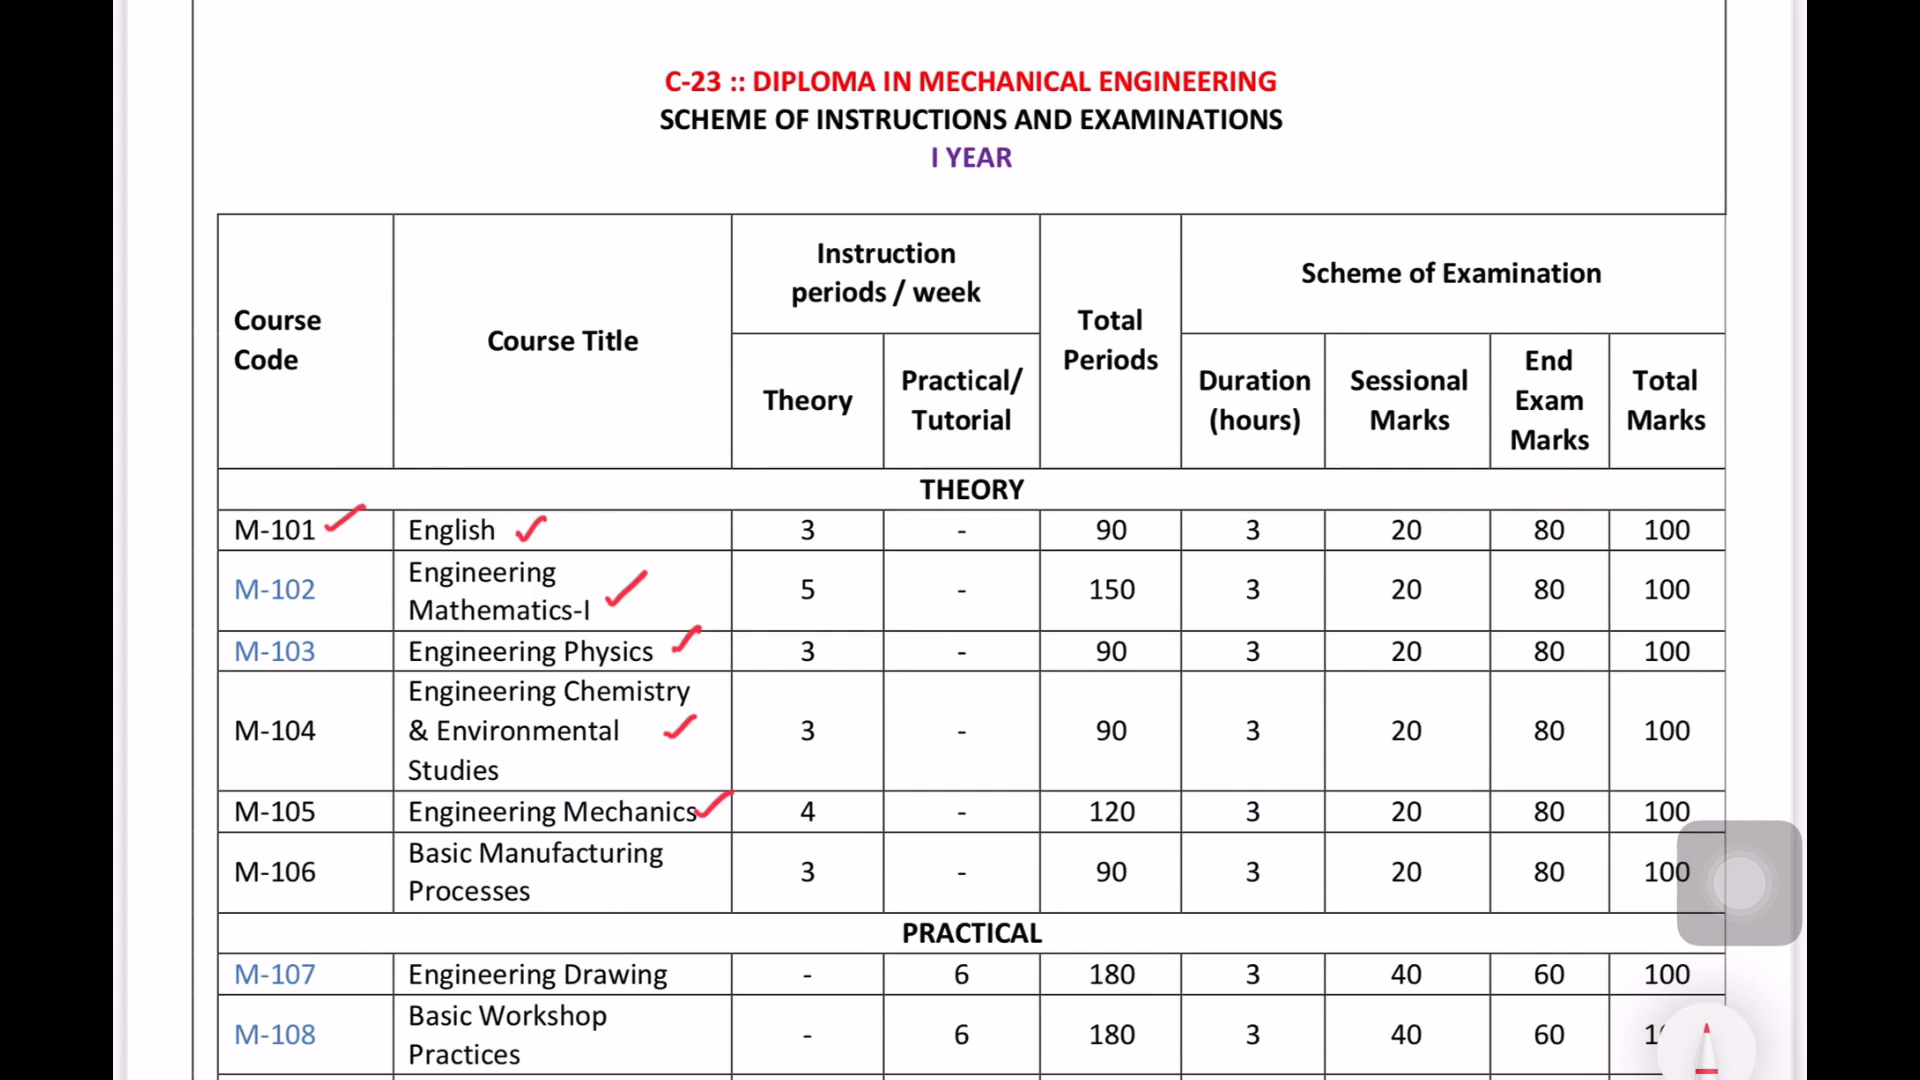 C-23 :: DIPLOMA IN MECHANICAL ENGINEERING
SCHEME OF INSTRUCTIONS AND EXAMINATIONS
I YEAR
Course Code
Course Title
Instruction periods / week
Theory
Practical/ Tutorial
Total Periods
Scheme of Examination
Duration (hours)
Sessional Marks
End Exam Marks
Total Marks
THEORY
M-101 English 3 - 90 3 20 80 100
M-102 Engineering Mathematics-I 5 - 150 3 20 80 100
M-103 Engineering Physics 3 - 90 3 20 80 100
M-104 Engineering Chemistry & Environmental Studies 3 - 90 3 20 80 100
M-105 Engineering Mechanics 4 - 120 3 20 80 100
M-106 Basic Manufacturing Processes 3 - 90 3 20 80 100
PRACTICAL
M-107 Engineering Drawing - 6 180 3 40 60 100
M-108 Basic Workshop Practices - 6 180 3 40 60